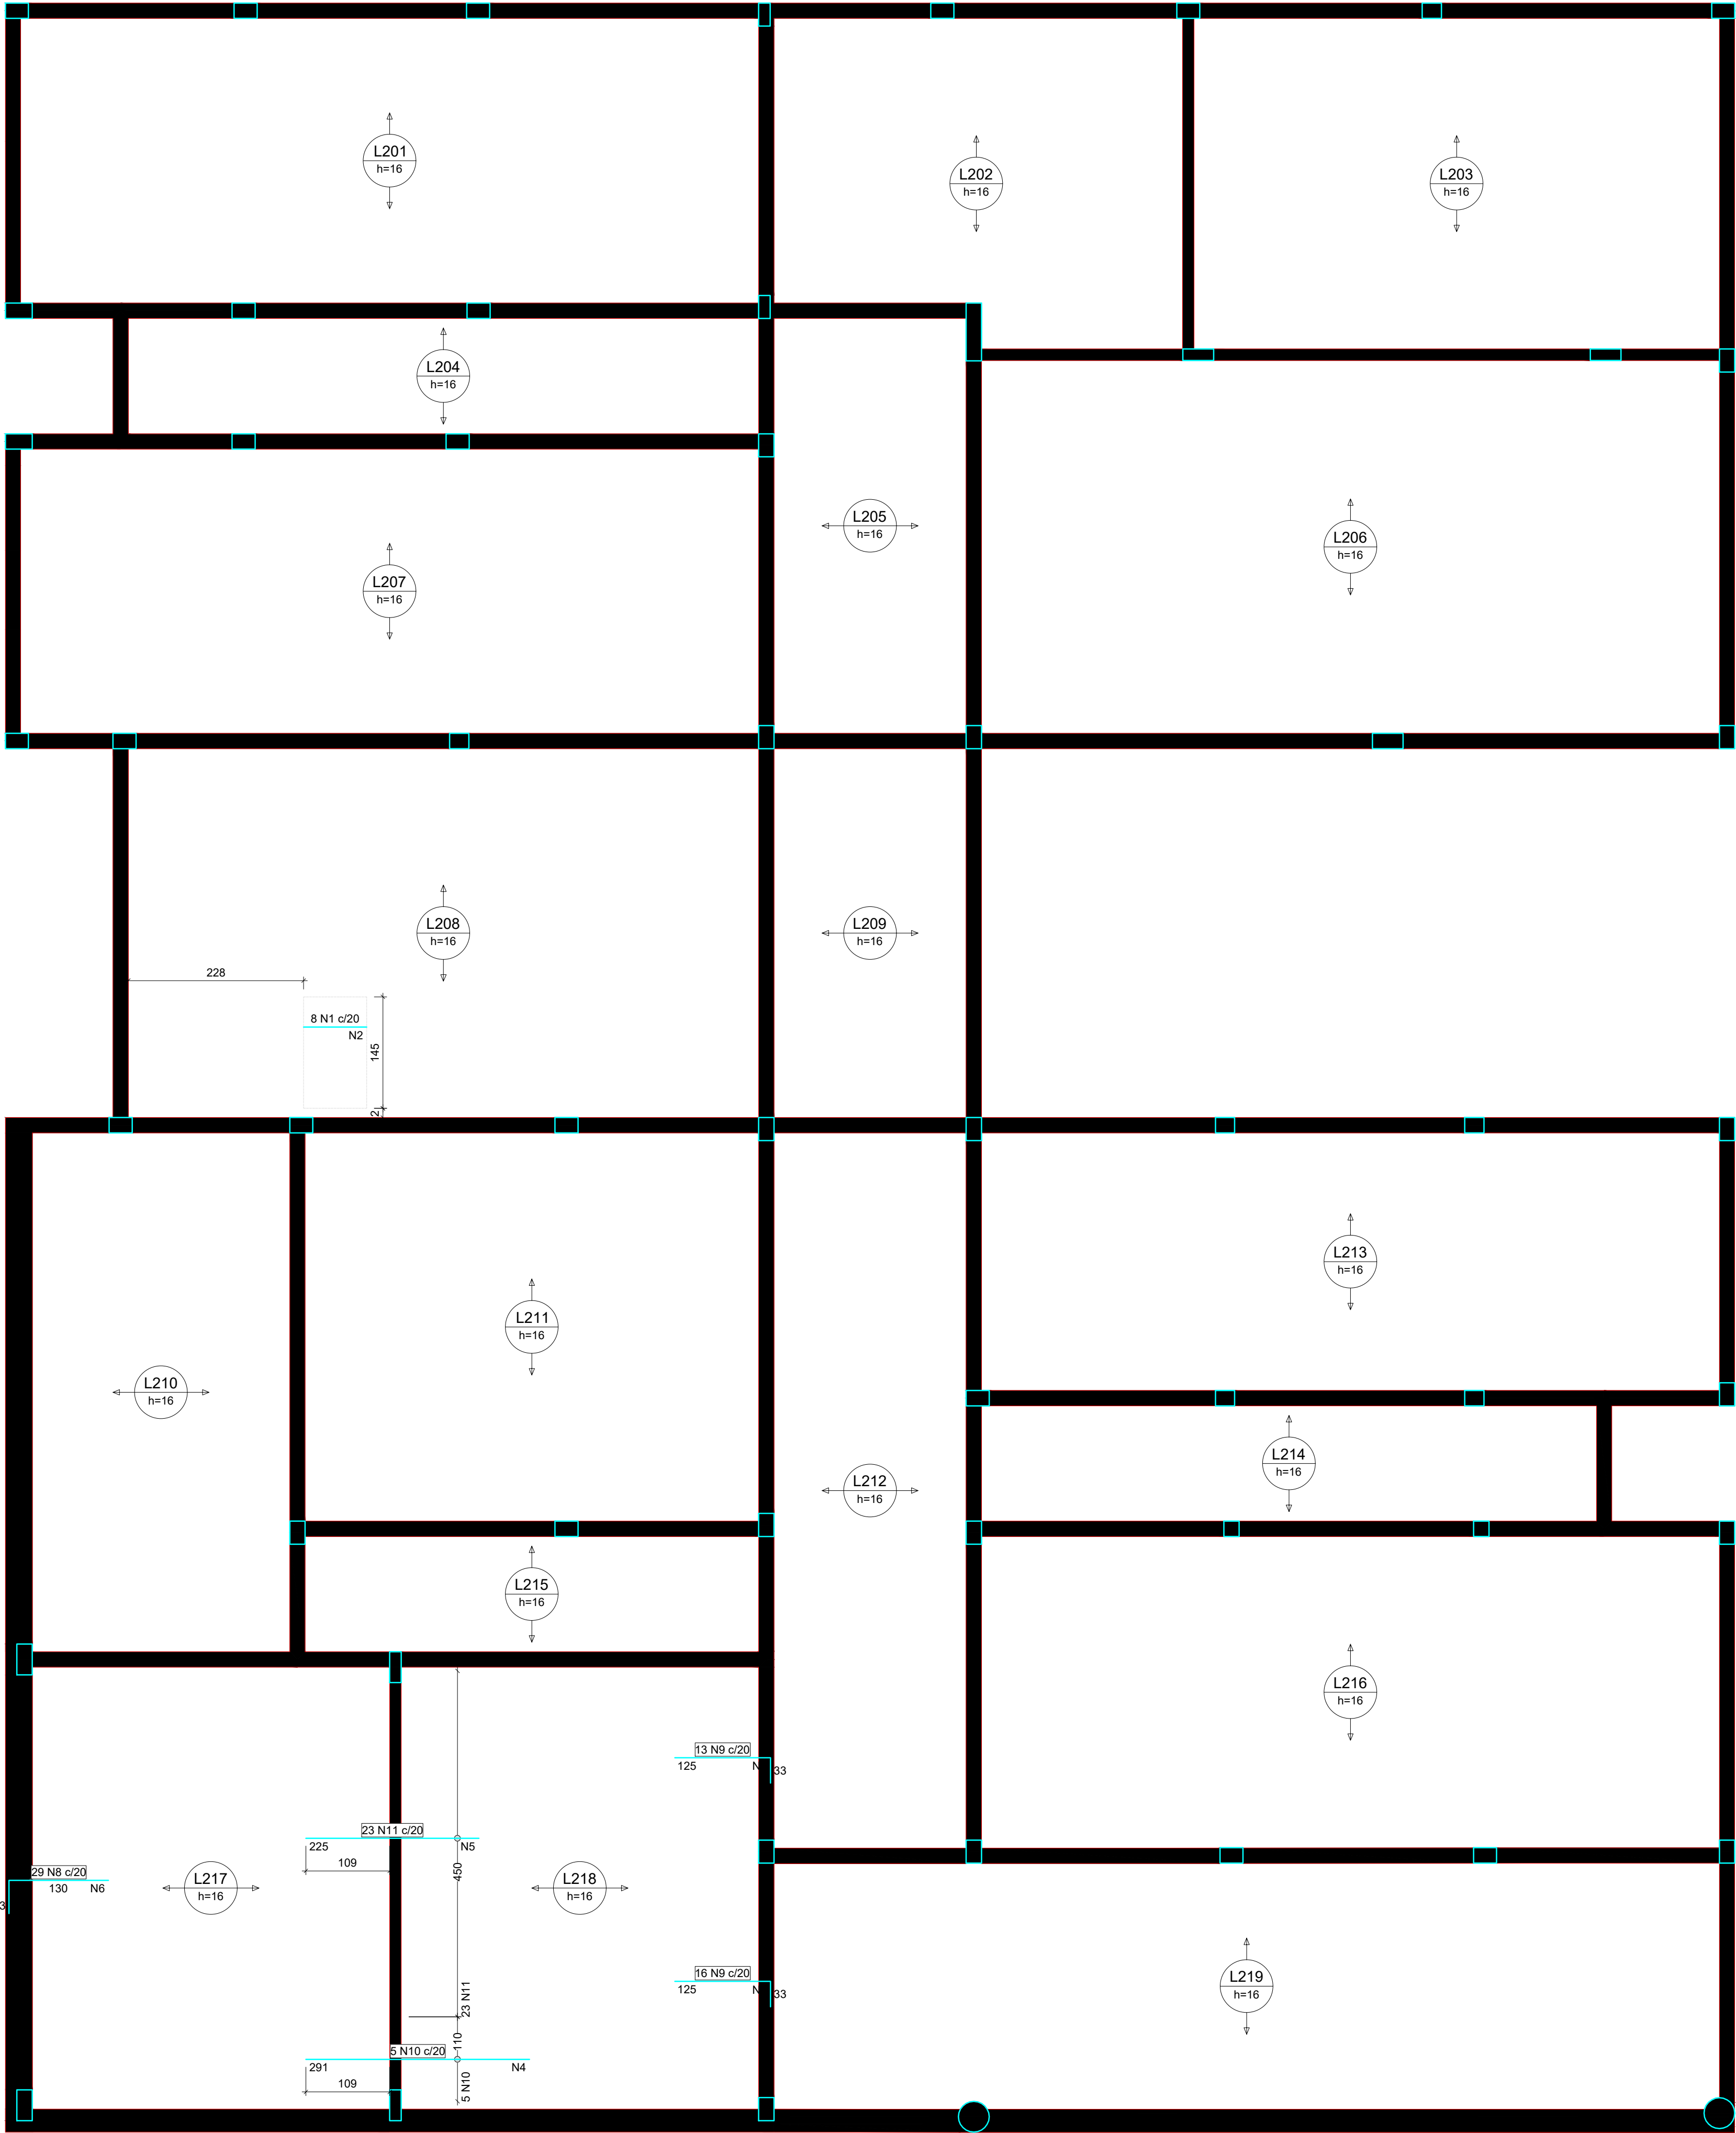 L201
h=16
L202
h=16
L203
h=16
L204
h=16
L205
h=16
L206
h=16
L207
h=16
L208
h=16
L209
h=16
228
8 N1 c/20
N2
145
2
L213
h=16
L211
h=16
L210
h=16
L214
h=16
L212
h=16
L215
h=16
L216
h=16
13 N9 c/20
125
N
33
23 N11 c/20
225
N5
109
450
29 N8 c/20
130
N6
3
L217
h=16
L218
h=16
16 N9 c/20
125
N
33
L219
h=16
23 N11
110
5 N10 c/20
291
N4
109
5 N10